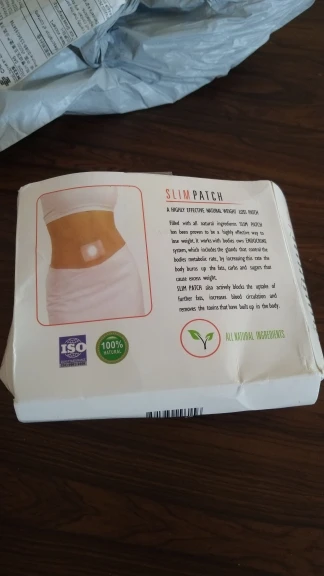 SLIMPATCH
A HIGHLY EFFECTIVE NATURAL WEIGHT LOSS PATCH
Filled with all natural ingredients SLIM PATCH
has been proven to be a highly effective way to
lose weight, it works with bodies own ENDOCRINE
system, which includes the glands that control the
bodies metabolic rate, by increasing this rate the
body burns up the fats, carbs and sugars that
cause excess weight.
SLIM PATCH also actively blocks the uptake of
further fats, increases blood circulation and
removes the toxins that have built up in the body.
ISO
100%
NATURAL
ALL NATURAL INGREDIENTS